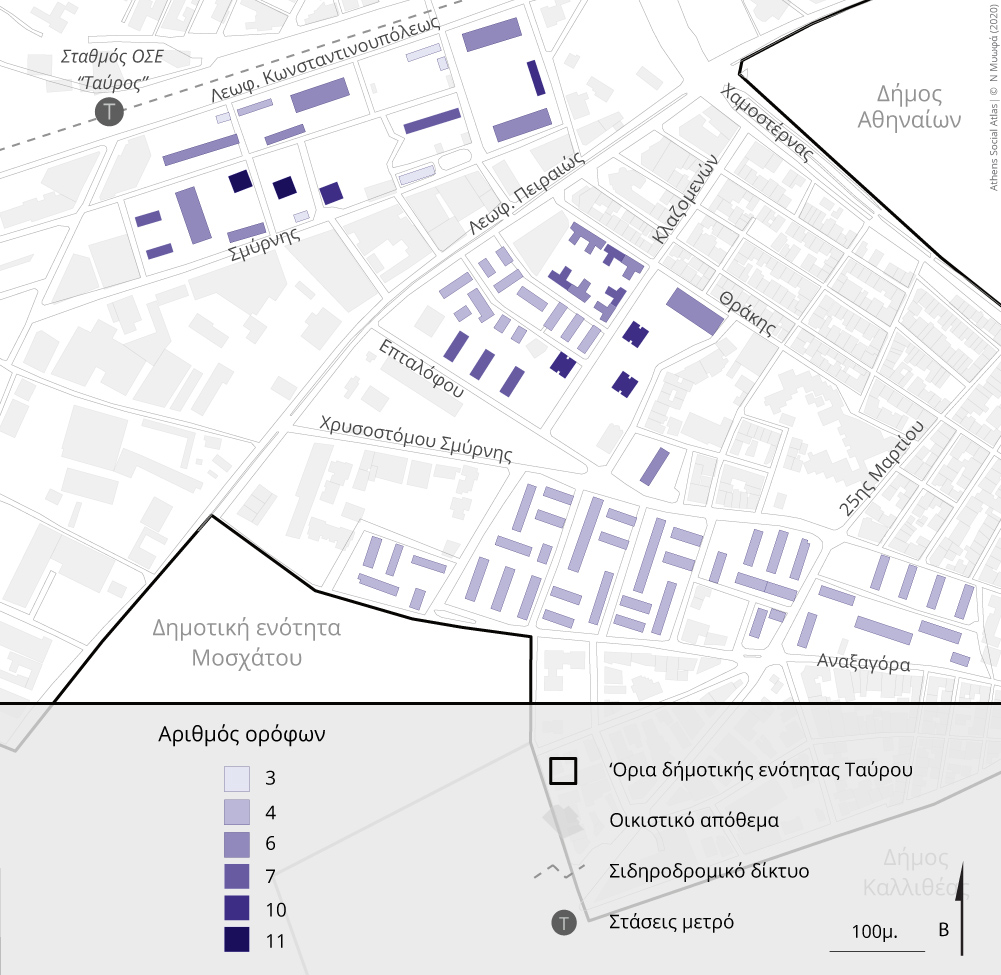 Σταθμός ΟΣΕ
“Ταύρος”
T
Λεωφ. Κωνσταντινουπόλεως
Χαμοστέρνας
Δήμος
Αθηναίων
Athens Social Atlas | © Ν Μυωφά (2020)
Λεωφ. Πειραιώς
Κλαζομενών
Σμύρνης
Θράκης
Επταλόφου
Χρυσοστόμου Σμύρνης
25ης Μαρτίου
Δημοτική ενότητα
Μοσχάτου
Αναξαγόρα
Αριθμός ορόφων
3
4
6
7
10
11
‘Όρια δήμοτικής ενότητας Ταύρου
Οικιστικό απόθεμα
Σιδηροδρομικό δίκτυο
T Στάσεις μετρό
Δήμος
Καλλιθέας
100μ.
Β